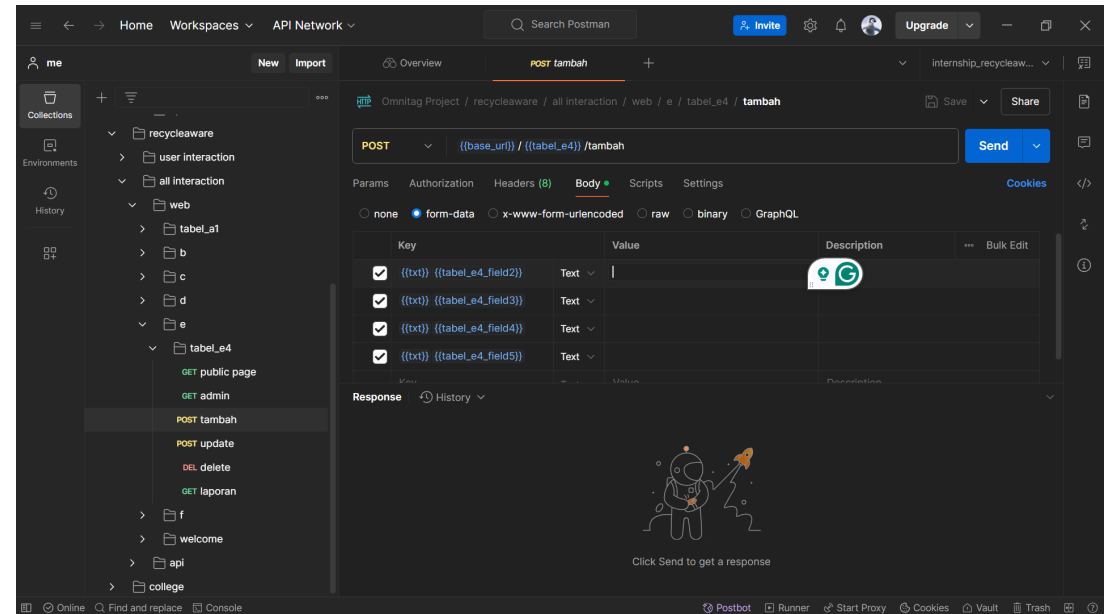 Home Workspaces API Network Search Postman Invite Upgrade
me New Import Overview POST tambah internship_recycleaw...
Collections
Environments
History
recycleaware
user interaction
all interaction
web
tabel_a1
b
c
d
e
tabel_e4
GET public page
GET admin
POST tambah
POST update
DEL delete
GET laporan
f
welcome
api
college
HTTP Omnitag Project / recycleaware / all interaction / web / e / tabel_e4 / tambah Save Share
POST {{base_url}} / {{tabel_e4}} /tambah Send
Params Authorization Headers (8) Body Scripts Settings Cookies
none form-data x-www-form-urlencoded raw binary GraphQL
Key Value Description Bulk Edit
{{txt}} {{tabel_e4_field2}} Text
{{txt}} {{tabel_e4_field3}} Text
{{txt}} {{tabel_e4_field4}} Text
{{txt}} {{tabel_e4_field5}} Text
Key Text Value Description
Response History
Click Send to get a response
Online Find and replace Console Postbot Runner Start Proxy Cookies Vault Trash